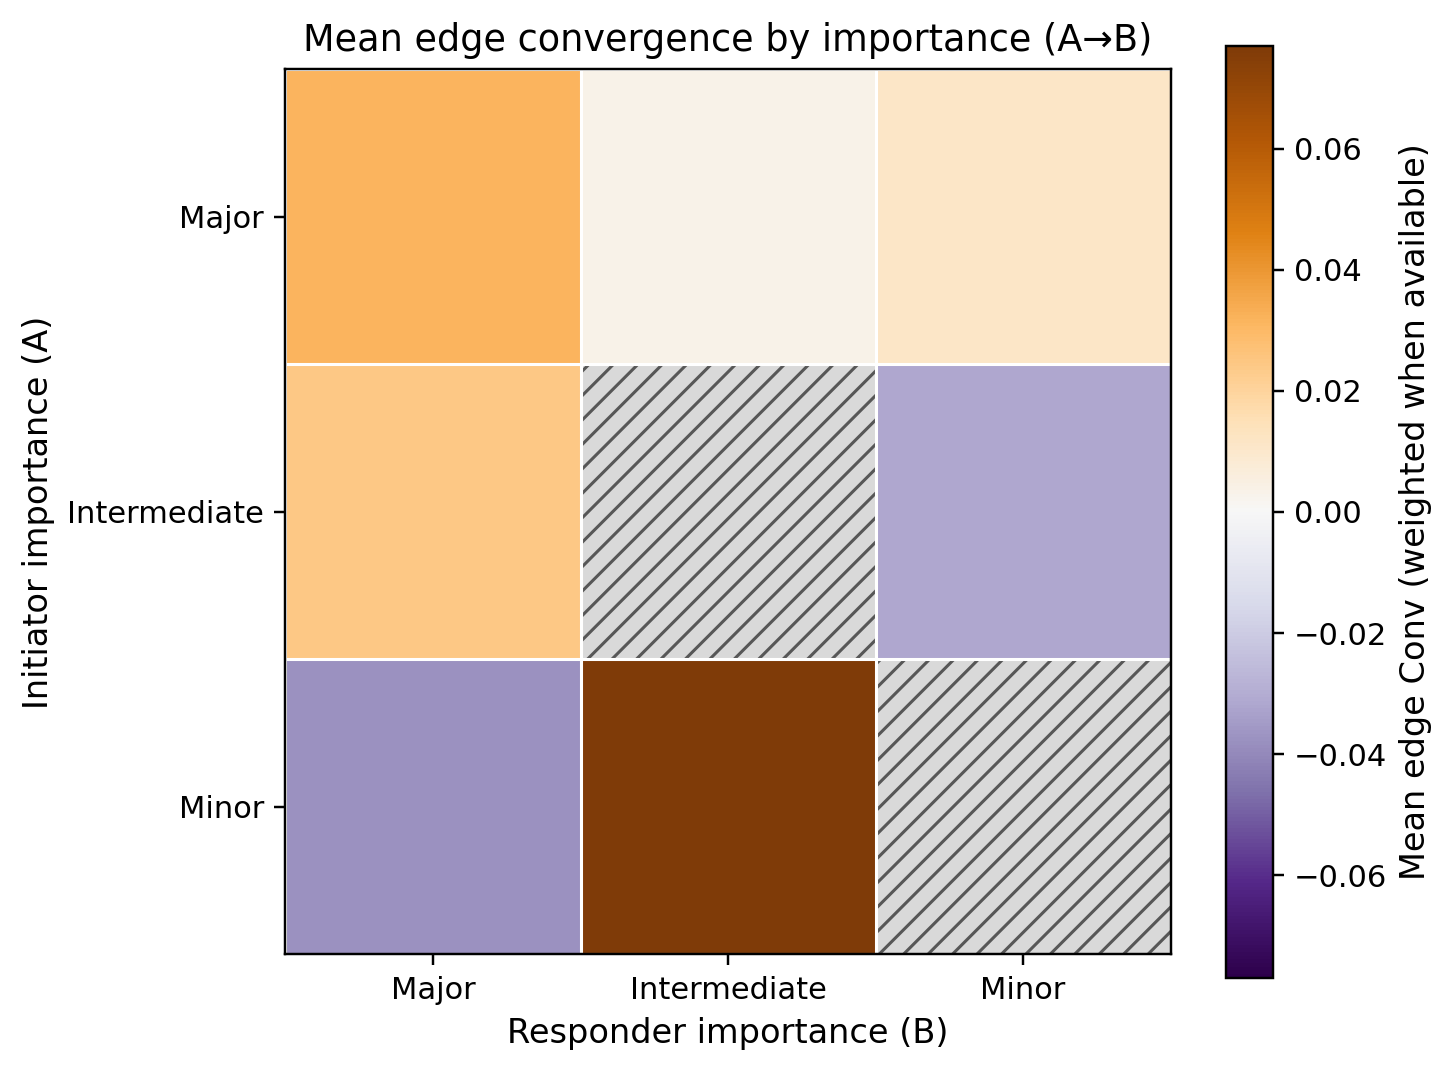 Mean edge convergence by importance (A→B)
Initiator importance (A)
Major
Intermediate
Minor
Major
Intermediate
Minor
Responder importance (B)
0.06
0.04
0.02
0.00
−0.02
−0.04
−0.06
Mean edge Conv (weighted when available)